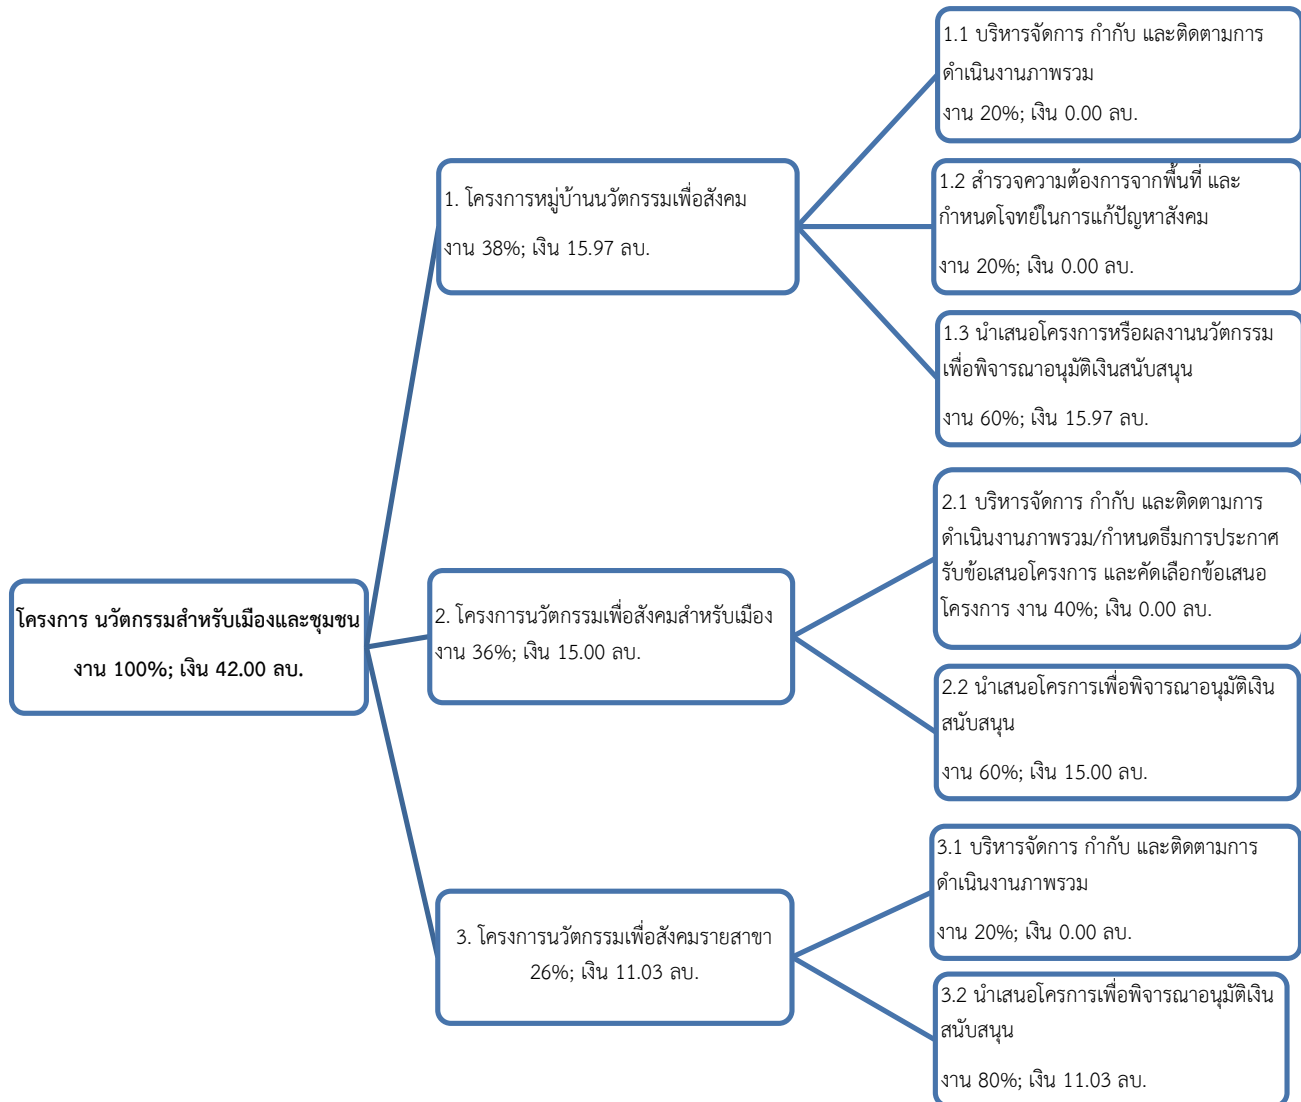 1.1 บริหารจัดการ กำกับ และติดตามการ
ดำเนินงานภาพรวม
งาน 20%; เงิน 0.00 ลบ.
1. โครงการหมู่บ้านนวัตกรรมเพื่อสังคม
งาน 38%; เงิน 15.97 ลบ.
1.2 สำรวจความต้องการจากพื้นที่ และ
กำหนดโจทย์ในการแก้ปัญหาสังคม
งาน 20%; เงิน 0.00 ลบ.
1.3 นำเสนอโครงการหรือผลงานนวัตกรรม
เพื่อพิจารณาอนุมัติเงินสนับสนุน
งาน 60%; เงิน 15.97 ลบ.
โครงการ นวัตกรรมสำหรับเมืองและชุมชน
งาน 100%; เงิน 42.00 ลบ.
2. โครงการนวัตกรรมเพื่อสังคมสำหรับเมือง
งาน 36%; เงิน 15.00 ลบ.
2.1 บริหารจัดการ กำกับ และติดตามการ
ดำเนินงานภาพรวม/กำหนดธีมการประกาศ
รับข้อเสนอโครงการ และคัดเลือกข้อเสนอ
โครงการ งาน 40%; เงิน 0.00 ลบ.
2.2 นำเสนอโครการเพื่อพิจารณาอนุมัติเงิน
สนับสนุน
งาน 60%; เงิน 15.00 ลบ.
3. โครงการนวัตกรรมเพื่อสังคมรายสาขา
26%; เงิน 11.03 ลบ.
3.1 บริหารจัดการ กำกับ และติดตามการ
ดำเนินงานภาพรวม
งาน 20%; เงิน 0.00 ลบ.
3.2 นำเสนอโครการเพื่อพิจารณาอนุมัติเงิน
สนับสนุน
งาน 80%; เงิน 11.03 ลบ.